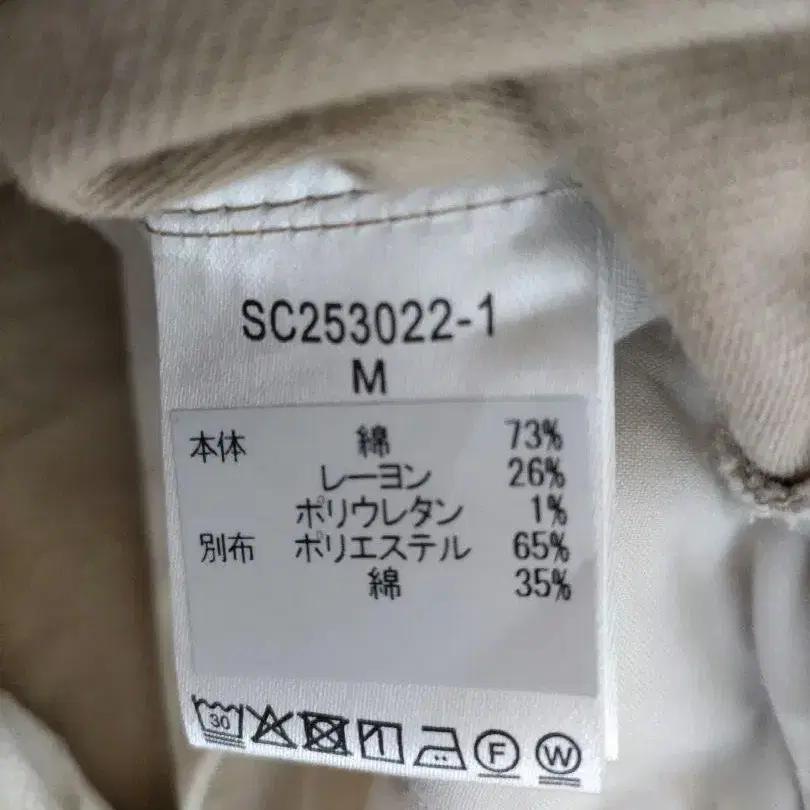 SC253022-1
M
本体 綿 73%
レーヨン 26%
ポリウレタン 1%
別布 ポリエステル 65%
綿 35%
30 F W